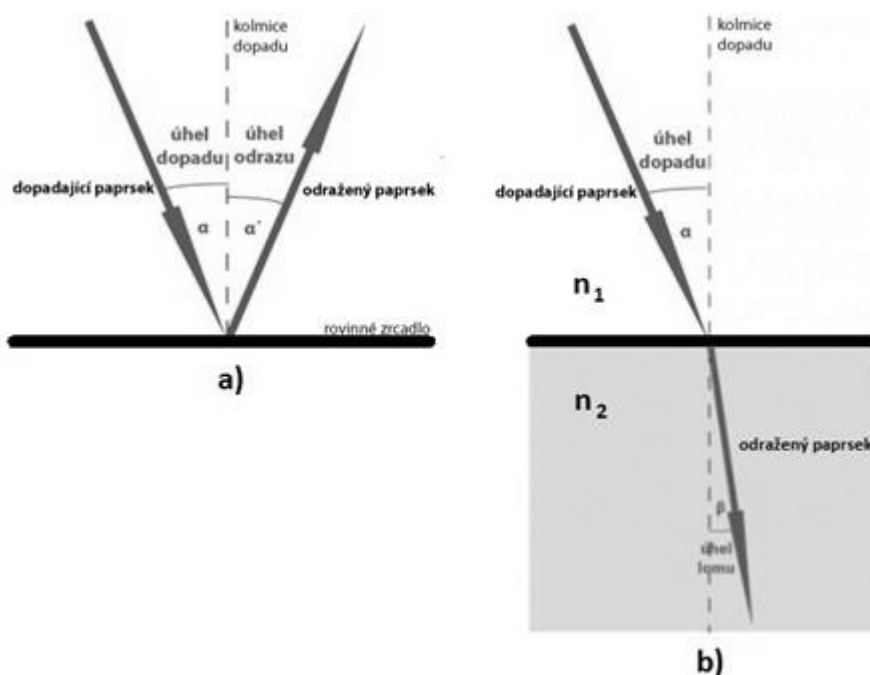 kolmice
dopadu
úhel
dopadu
úhel
odrazu
dopadající paprsek
odražený paprsek
α
α´
rovinné zrcadlo
a)
kolmice
dopadu
úhel
dopadu
dopadající paprsek
α
n₁
n₂
odražený paprsek
β
úhel
lomu
b)